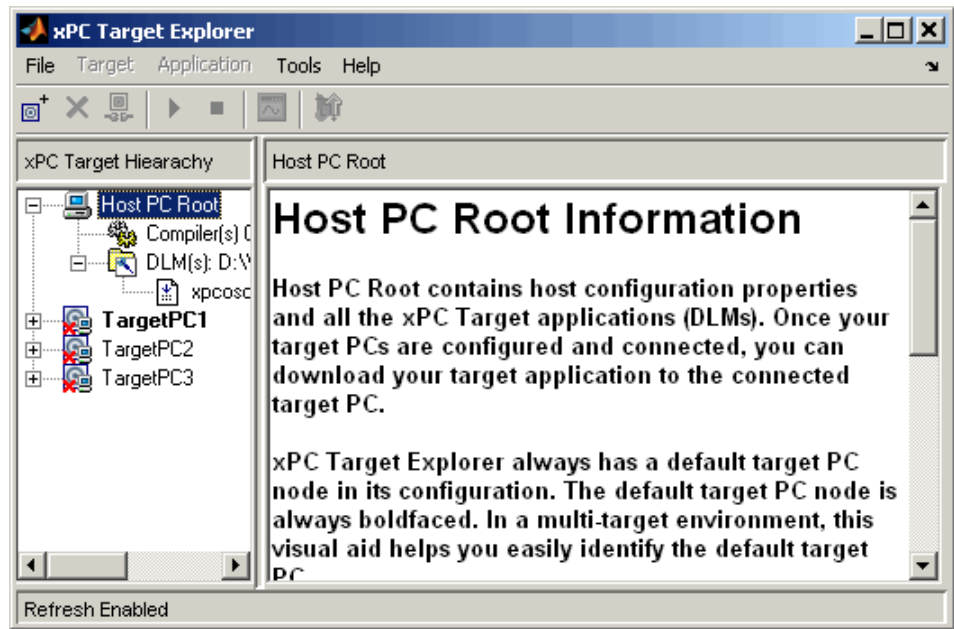 xPC Target Explorer
File Target Application Tools Help
xPC Target Hiearachy
Host PC Root
Host PC Root
Compiler(s)
DLM(s): D:\
xpcosc
TargetPC1
TargetPC2
TargetPC3
Host PC Root Information
Host PC Root contains host configuration properties
and all the xPC Target applications (DLMs). Once your
target PCs are configured and connected, you can
download your target application to the connected
target PC.
xPC Target Explorer always has a default target PC
node in its configuration. The default target PC node is
always boldfaced. In a multi-target environment, this
visual aid helps you easily identify the default target
PC
Refresh Enabled